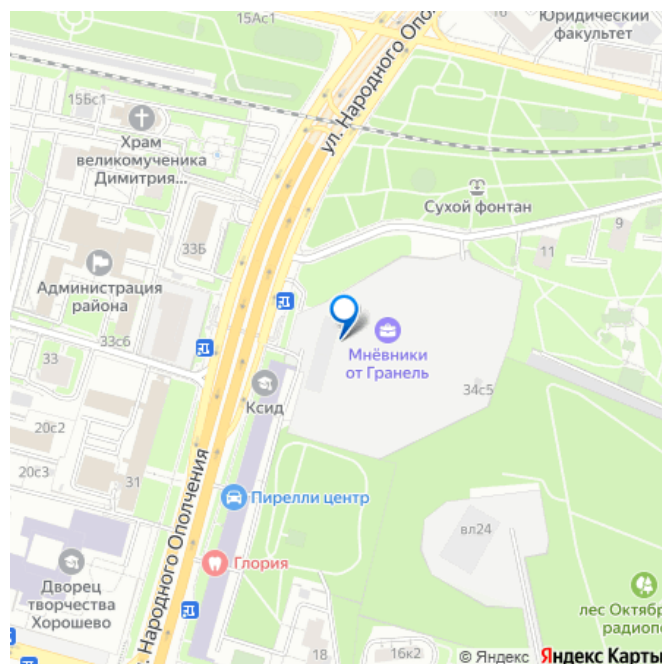 15Ас1
Юридический
факультет
ул. Народного Опол
15Бс1
Храм
великомученика
Димитрия...
Сухой фонтан
9
11
33Б
Администрация
района
33с6
33
Мнёвники
от Гранель
34с5
Ксид
20с2
20с3
31
Пирелли центр
вл24
Глория
Дворец
творчества
Хорошево
. Народного Ополчения
лес Октябр
радиопо
18
16к2
© Яндекс Яндекс Карты